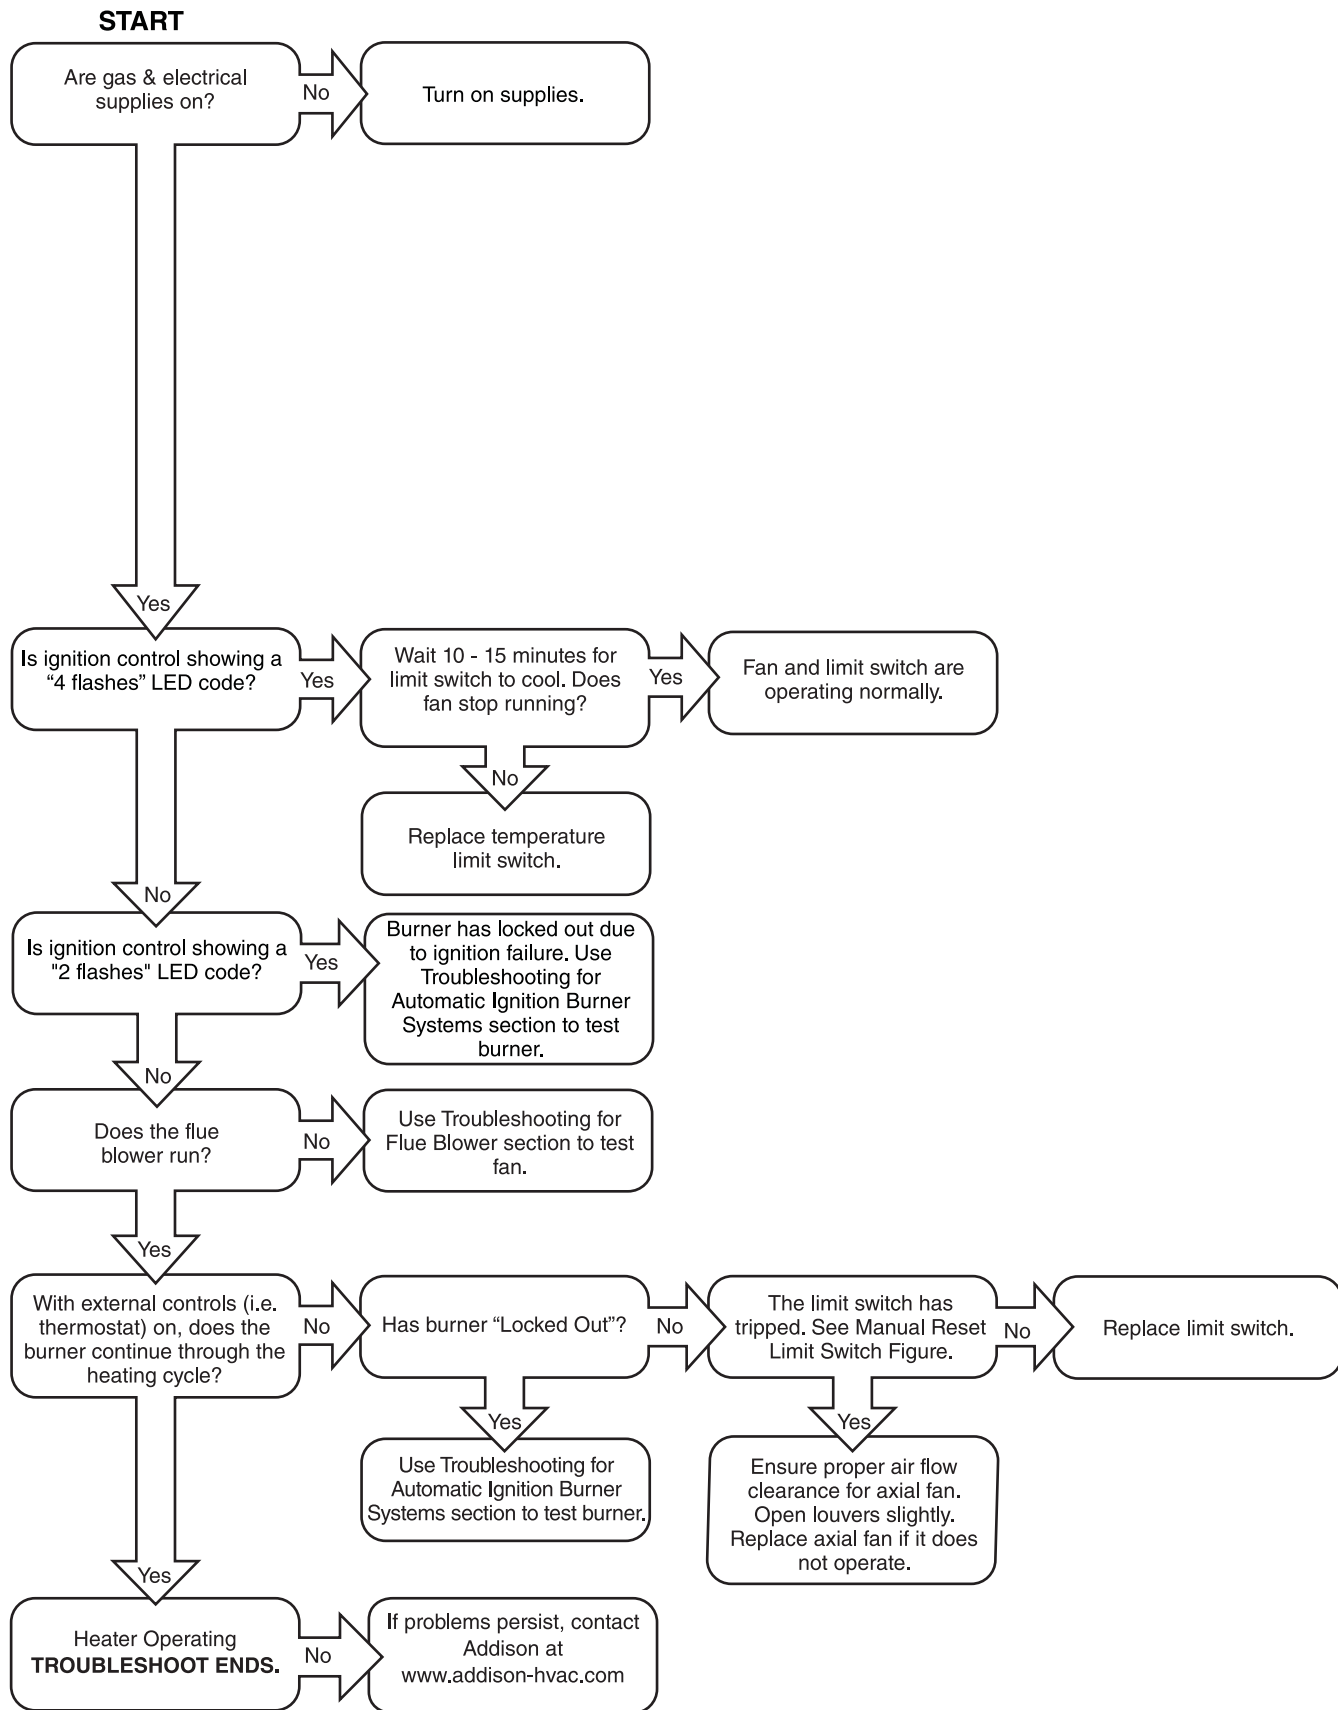 START
Are gas & electrical
supplies on?
No
Turn on supplies.
Yes
Is ignition control showing a
“4 flashes” LED code?
Yes
Wait 10 - 15 minutes for
limit switch to cool. Does
fan stop running?
Yes
Fan and limit switch are
operating normally.
No
Replace temperature
limit switch.
No
Is ignition control showing a
"2 flashes" LED code?
Yes
Burner has locked out due
to ignition failure. Use
Troubleshooting for
Automatic Ignition Burner
Systems section to test
burner.
No
Does the flue
blower run?
No
Use Troubleshooting for
Flue Blower section to test
fan.
Yes
With external controls (i.e.
thermostat) on, does the
burner continue through the
heating cycle?
No
Has burner “Locked Out”?
No
The limit switch has
tripped. See Manual Reset
Limit Switch Figure.
No
Replace limit switch.
Yes
Use Troubleshooting for
Automatic Ignition Burner
Systems section to test burner.
Yes
Ensure proper air flow
clearance for axial fan.
Open louvers slightly.
Replace axial fan if it does
not operate.
Yes
Heater Operating
TROUBLESHOOT ENDS.
No
If problems persist, contact
Addison at
www.addison-hvac.com